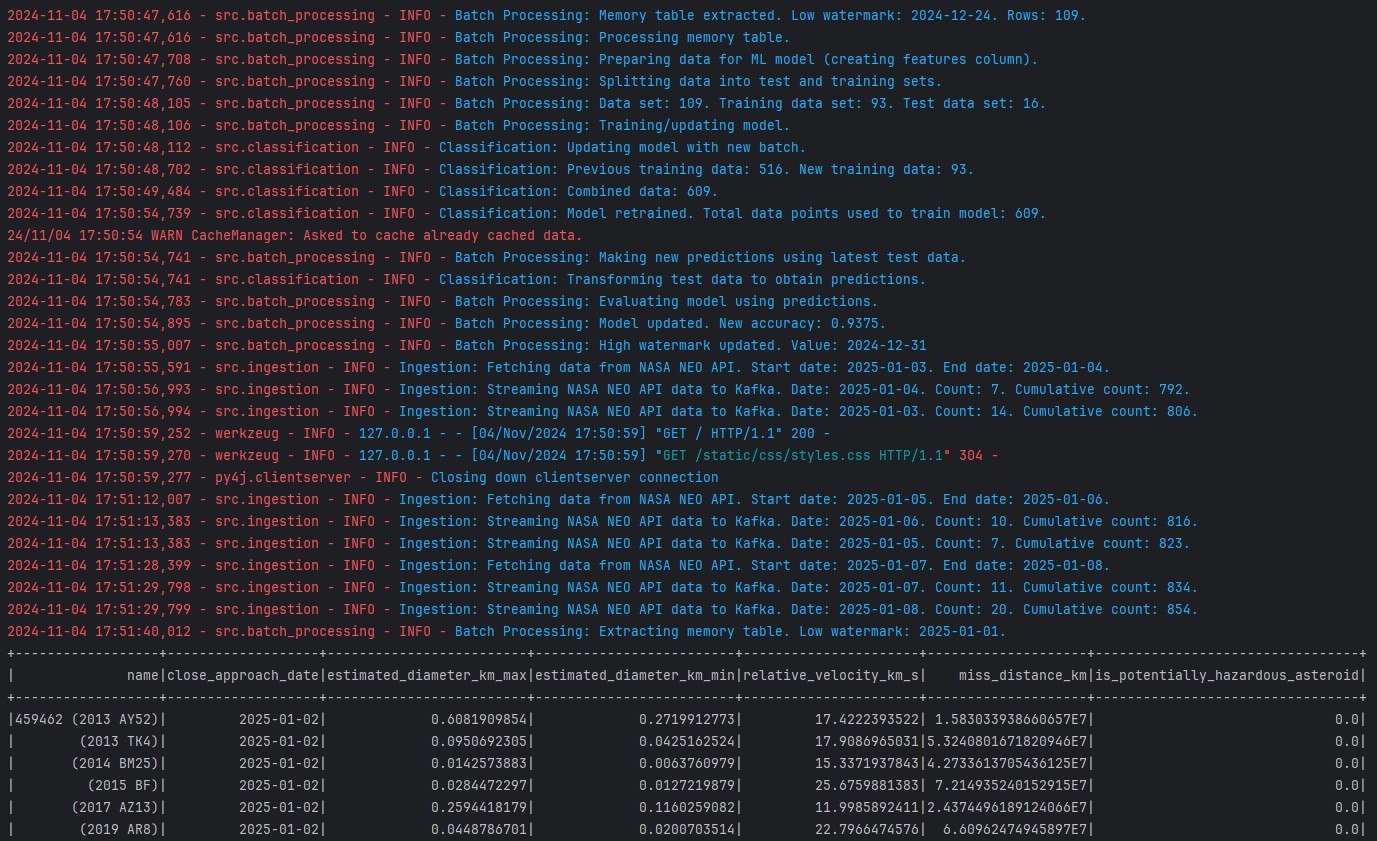 2024-11-04 17:50:47,616 - src.batch_processing - INFO - Batch Processing: Memory table extracted. Low watermark: 2024-12-24. Rows: 109.
2024-11-04 17:50:47,616 - src.batch_processing - INFO - Batch Processing: Processing memory table.
2024-11-04 17:50:47,708 - src.batch_processing - INFO - Batch Processing: Preparing data for ML model (creating features column).
2024-11-04 17:50:47,760 - src.batch_processing - INFO - Batch Processing: Splitting data into test and training sets.
2024-11-04 17:50:48,105 - src.batch_processing - INFO - Batch Processing: Data set: 109. Training data set: 93. Test data set: 16.
2024-11-04 17:50:48,106 - src.batch_processing - INFO - Batch Processing: Training/updating model.
2024-11-04 17:50:48,112 - src.classification - INFO - Classification: Updating model with new batch.
2024-11-04 17:50:48,702 - src.classification - INFO - Classification: Previous training data: 516. New training data: 93.
2024-11-04 17:50:49,484 - src.classification - INFO - Classification: Combined data: 609.
2024-11-04 17:50:54,739 - src.classification - INFO - Classification: Model retrained. Total data points used to train model: 609.
24/11/04 17:50:54 WARN CacheManager: Asked to cache already cached data.
2024-11-04 17:50:54,741 - src.batch_processing - INFO - Batch Processing: Making new predictions using latest test data.
2024-11-04 17:50:54,741 - src.classification - INFO - Classification: Transforming test data to obtain predictions.
2024-11-04 17:50:54,783 - src.batch_processing - INFO - Batch Processing: Evaluating model using predictions.
2024-11-04 17:50:54,895 - src.batch_processing - INFO - Batch Processing: Model updated. New accuracy: 0.9375.
2024-11-04 17:50:55,007 - src.batch_processing - INFO - Batch Processing: High watermark updated. Value: 2024-12-31
2024-11-04 17:50:55,591 - src.ingestion - INFO - Ingestion: Fetching data from NASA NEO API. Start date: 2025-01-03. End date: 2025-01-04.
2024-11-04 17:50:56,993 - src.ingestion - INFO - Ingestion: Streaming NASA NEO API data to Kafka. Date: 2025-01-04. Count: 7. Cumulative count: 792.
2024-11-04 17:50:56,994 - src.ingestion - INFO - Ingestion: Streaming NASA NEO API data to Kafka. Date: 2025-01-03. Count: 14. Cumulative count: 806.
2024-11-04 17:50:59,252 - werkzeug - INFO - 127.0.0.1 - - [04/Nov/2024 17:50:59] "GET / HTTP/1.1" 200 -
2024-11-04 17:50:59,270 - werkzeug - INFO - 127.0.0.1 - - [04/Nov/2024 17:50:59] "GET /static/css/styles.css HTTP/1.1" 304 -
2024-11-04 17:50:59,277 - py4j.clientserver - INFO - Closing down clientserver connection
2024-11-04 17:51:12,007 - src.ingestion - INFO - Ingestion: Fetching data from NASA NEO API. Start date: 2025-01-05. End date: 2025-01-06.
2024-11-04 17:51:13,383 - src.ingestion - INFO - Ingestion: Streaming NASA NEO API data to Kafka. Date: 2025-01-06. Count: 10. Cumulative count: 816.
2024-11-04 17:51:13,383 - src.ingestion - INFO - Ingestion: Streaming NASA NEO API data to Kafka. Date: 2025-01-05. Count: 7. Cumulative count: 823.
2024-11-04 17:51:28,399 - src.ingestion - INFO - Ingestion: Fetching data from NASA NEO API. Start date: 2025-01-07. End date: 2025-01-08.
2024-11-04 17:51:29,798 - src.ingestion - INFO - Ingestion: Streaming NASA NEO API data to Kafka. Date: 2025-01-07. Count: 11. Cumulative count: 834.
2024-11-04 17:51:29,799 - src.ingestion - INFO - Ingestion: Streaming NASA NEO API data to Kafka. Date: 2025-01-08. Count: 20. Cumulative count: 854.
2024-11-04 17:51:40,012 - src.batch_processing - INFO - Batch Processing: Extracting memory table. Low watermark: 2025-01-01.
+------------------+-------------------+-------------------------+-------------------------+----------------------+--------------------+---------------------------------+
|              name|close_approach_date|estimated_diameter_km_max|estimated_diameter_km_min|relative_velocity_km_s|    miss_distance_km|is_potentially_hazardous_asteroid|
+------------------+-------------------+-------------------------+-------------------------+----------------------+--------------------+---------------------------------+
|459462 (2013 AY52)|         2025-01-02|             0.6081909854|             0.2719912773|         17.4222393522| 1.583033938660657E7|                              0.0|
|        (2013 TK4)|         2025-01-02|             0.0950692305|             0.0425162524|         17.9086965031|5.3240801671820946E7|                              0.0|
|       (2014 BM25)|         2025-01-02|             0.0142573883|             0.0063760979|         15.3371937843|4.2733613705436125E7|                              0.0|
|         (2015 BF)|         2025-01-02|             0.0284472297|             0.0127219879|         25.6759881383| 7.214935240152915E7|                              0.0|
|       (2017 AZ13)|         2025-01-02|             0.2594418179|             0.1160259082|         11.9985892411|2.4374496189124066E7|                              0.0|
|        (2019 AR8)|         2025-01-02|             0.0448786701|             0.0200703514|         22.7966474576|  6.60962474945897E7|                              0.0|